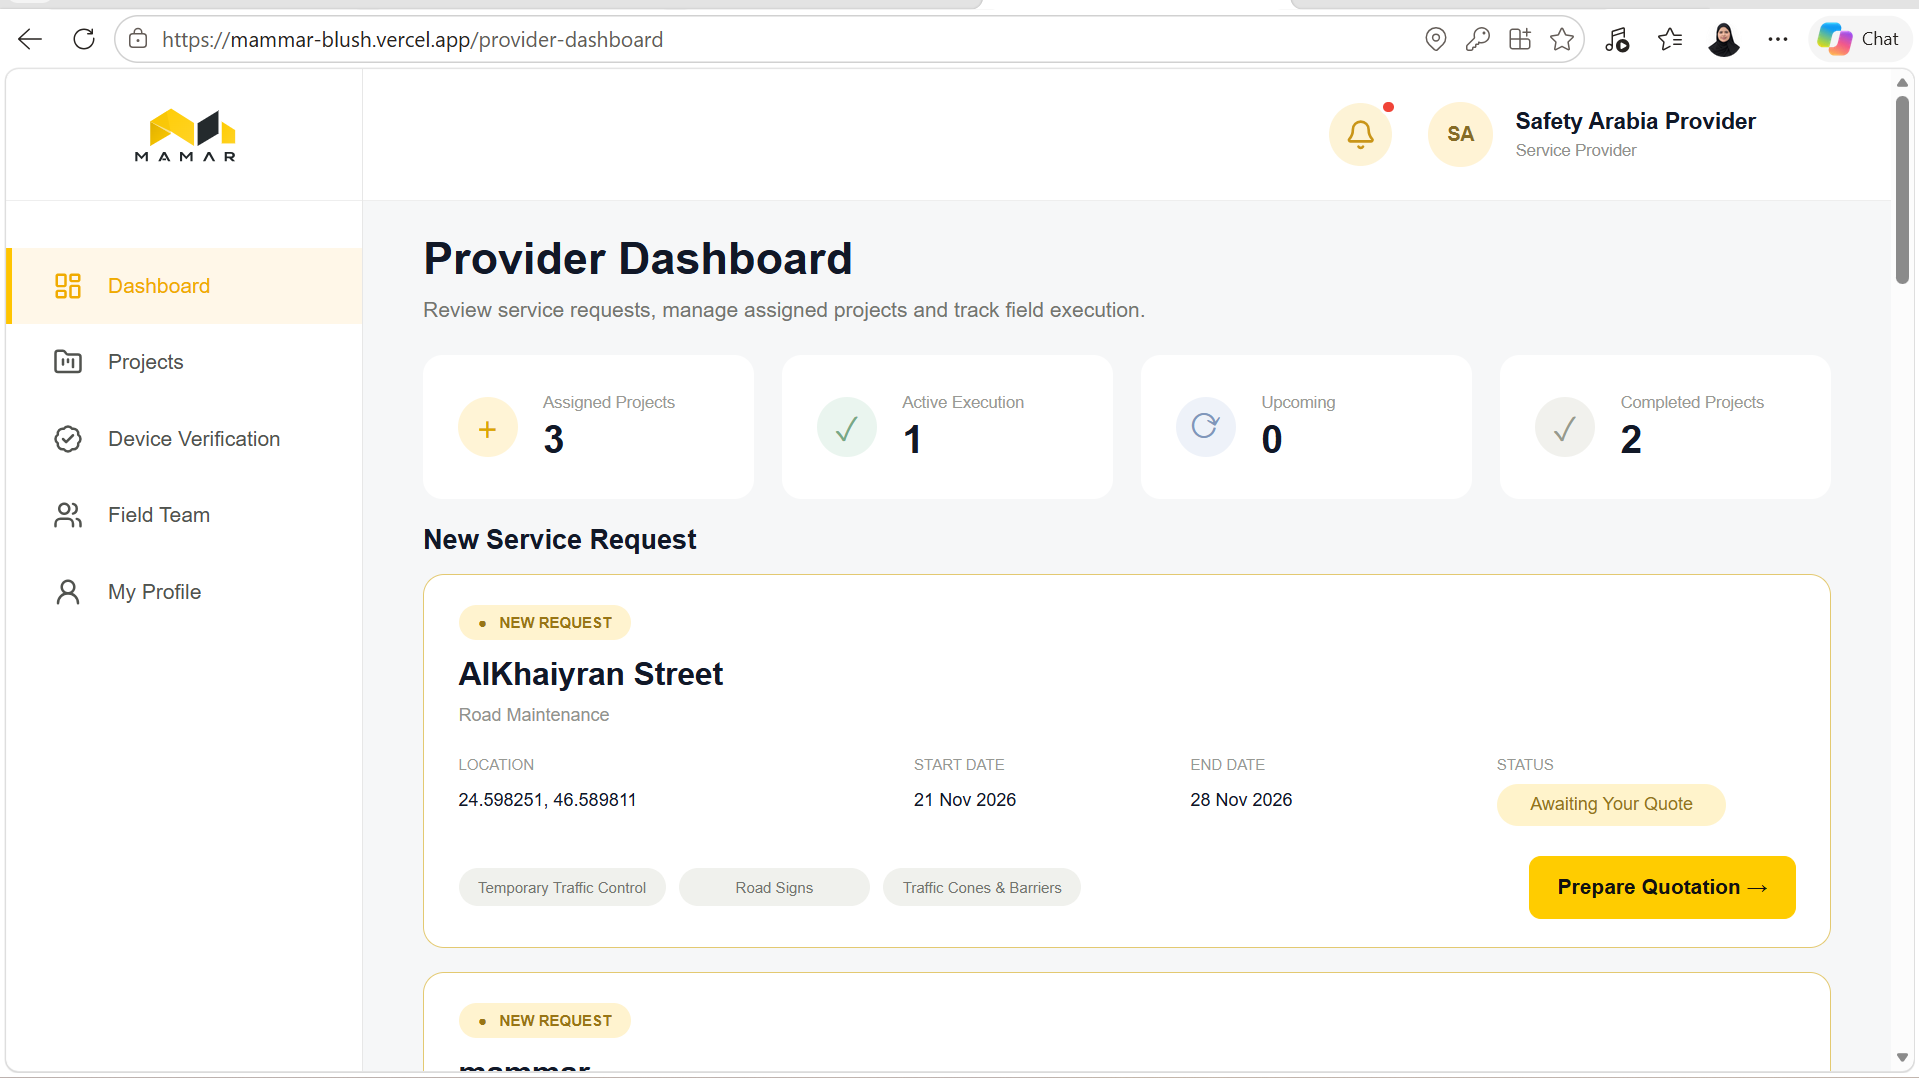 https://mammar-blush.vercel.app/provider-dashboard
Chat
MAMAR
SA
Safety Arabia Provider
Service Provider
Dashboard
Projects
Device Verification
Field Team
My Profile
Provider Dashboard
Review service requests, manage assigned projects and track field execution.
Assigned Projects
3
Active Execution
1
Upcoming
0
Completed Projects
2
New Service Request
• NEW REQUEST
AlKhaiyran Street
Road Maintenance
LOCATION
24.598251, 46.589811
START DATE
21 Nov 2026
END DATE
28 Nov 2026
STATUS
Awaiting Your Quote
Temporary Traffic Control
Road Signs
Traffic Cones & Barriers
Prepare Quotation →
• NEW REQUEST